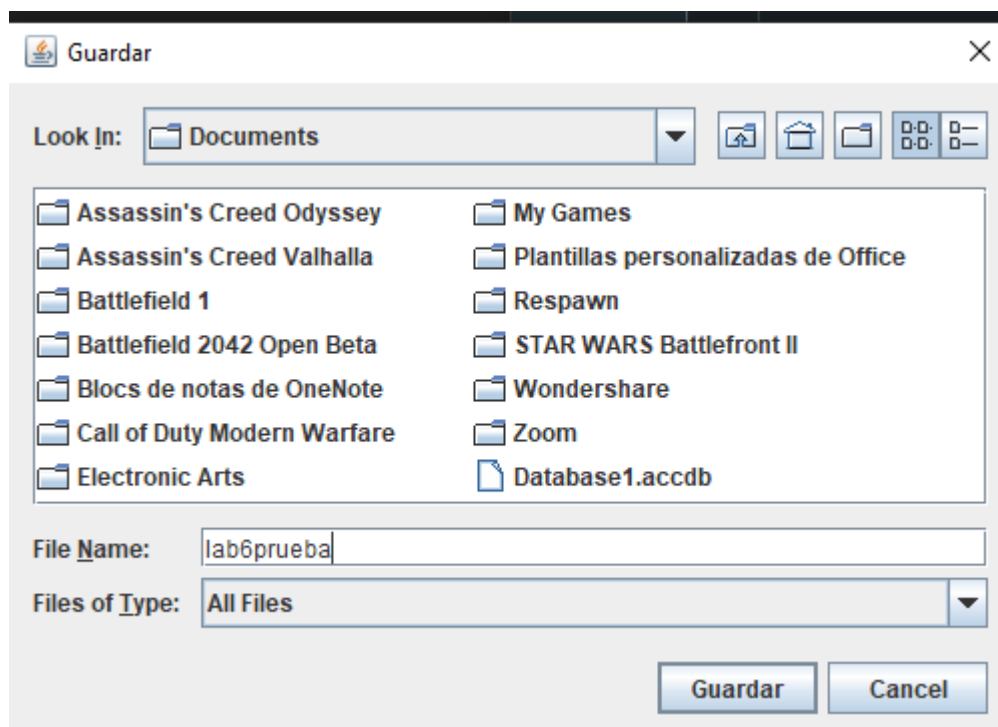 Guardar
Look In: Documents
Assassin's Creed Odyssey
Assassin's Creed Valhalla
Battlefield 1
Battlefield 2042 Open Beta
Blocs de notas de OneNote
Call of Duty Modern Warfare
Electronic Arts
My Games
Plantillas personalizadas de Office
Respawn
STAR WARS Battlefront II
Wondershare
Zoom
Database1.accdb
File Name: lab6prueba
Files of Type: All Files
Guardar Cancel